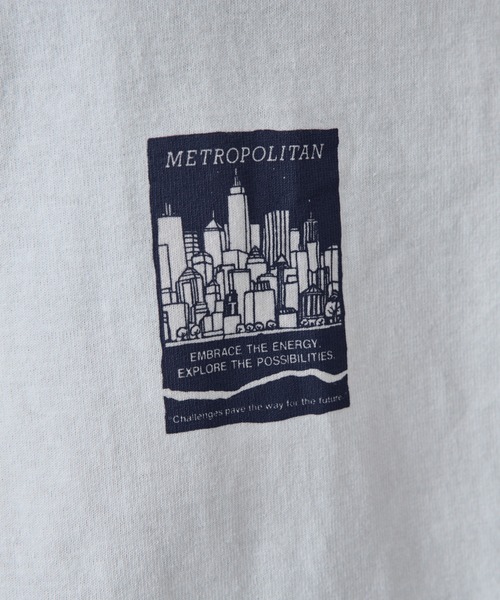 METROPOLITAN
EMBRACE THE ENERGY.
EXPLORE THE POSSIBILITIES.
"Challenges pave the way for the future